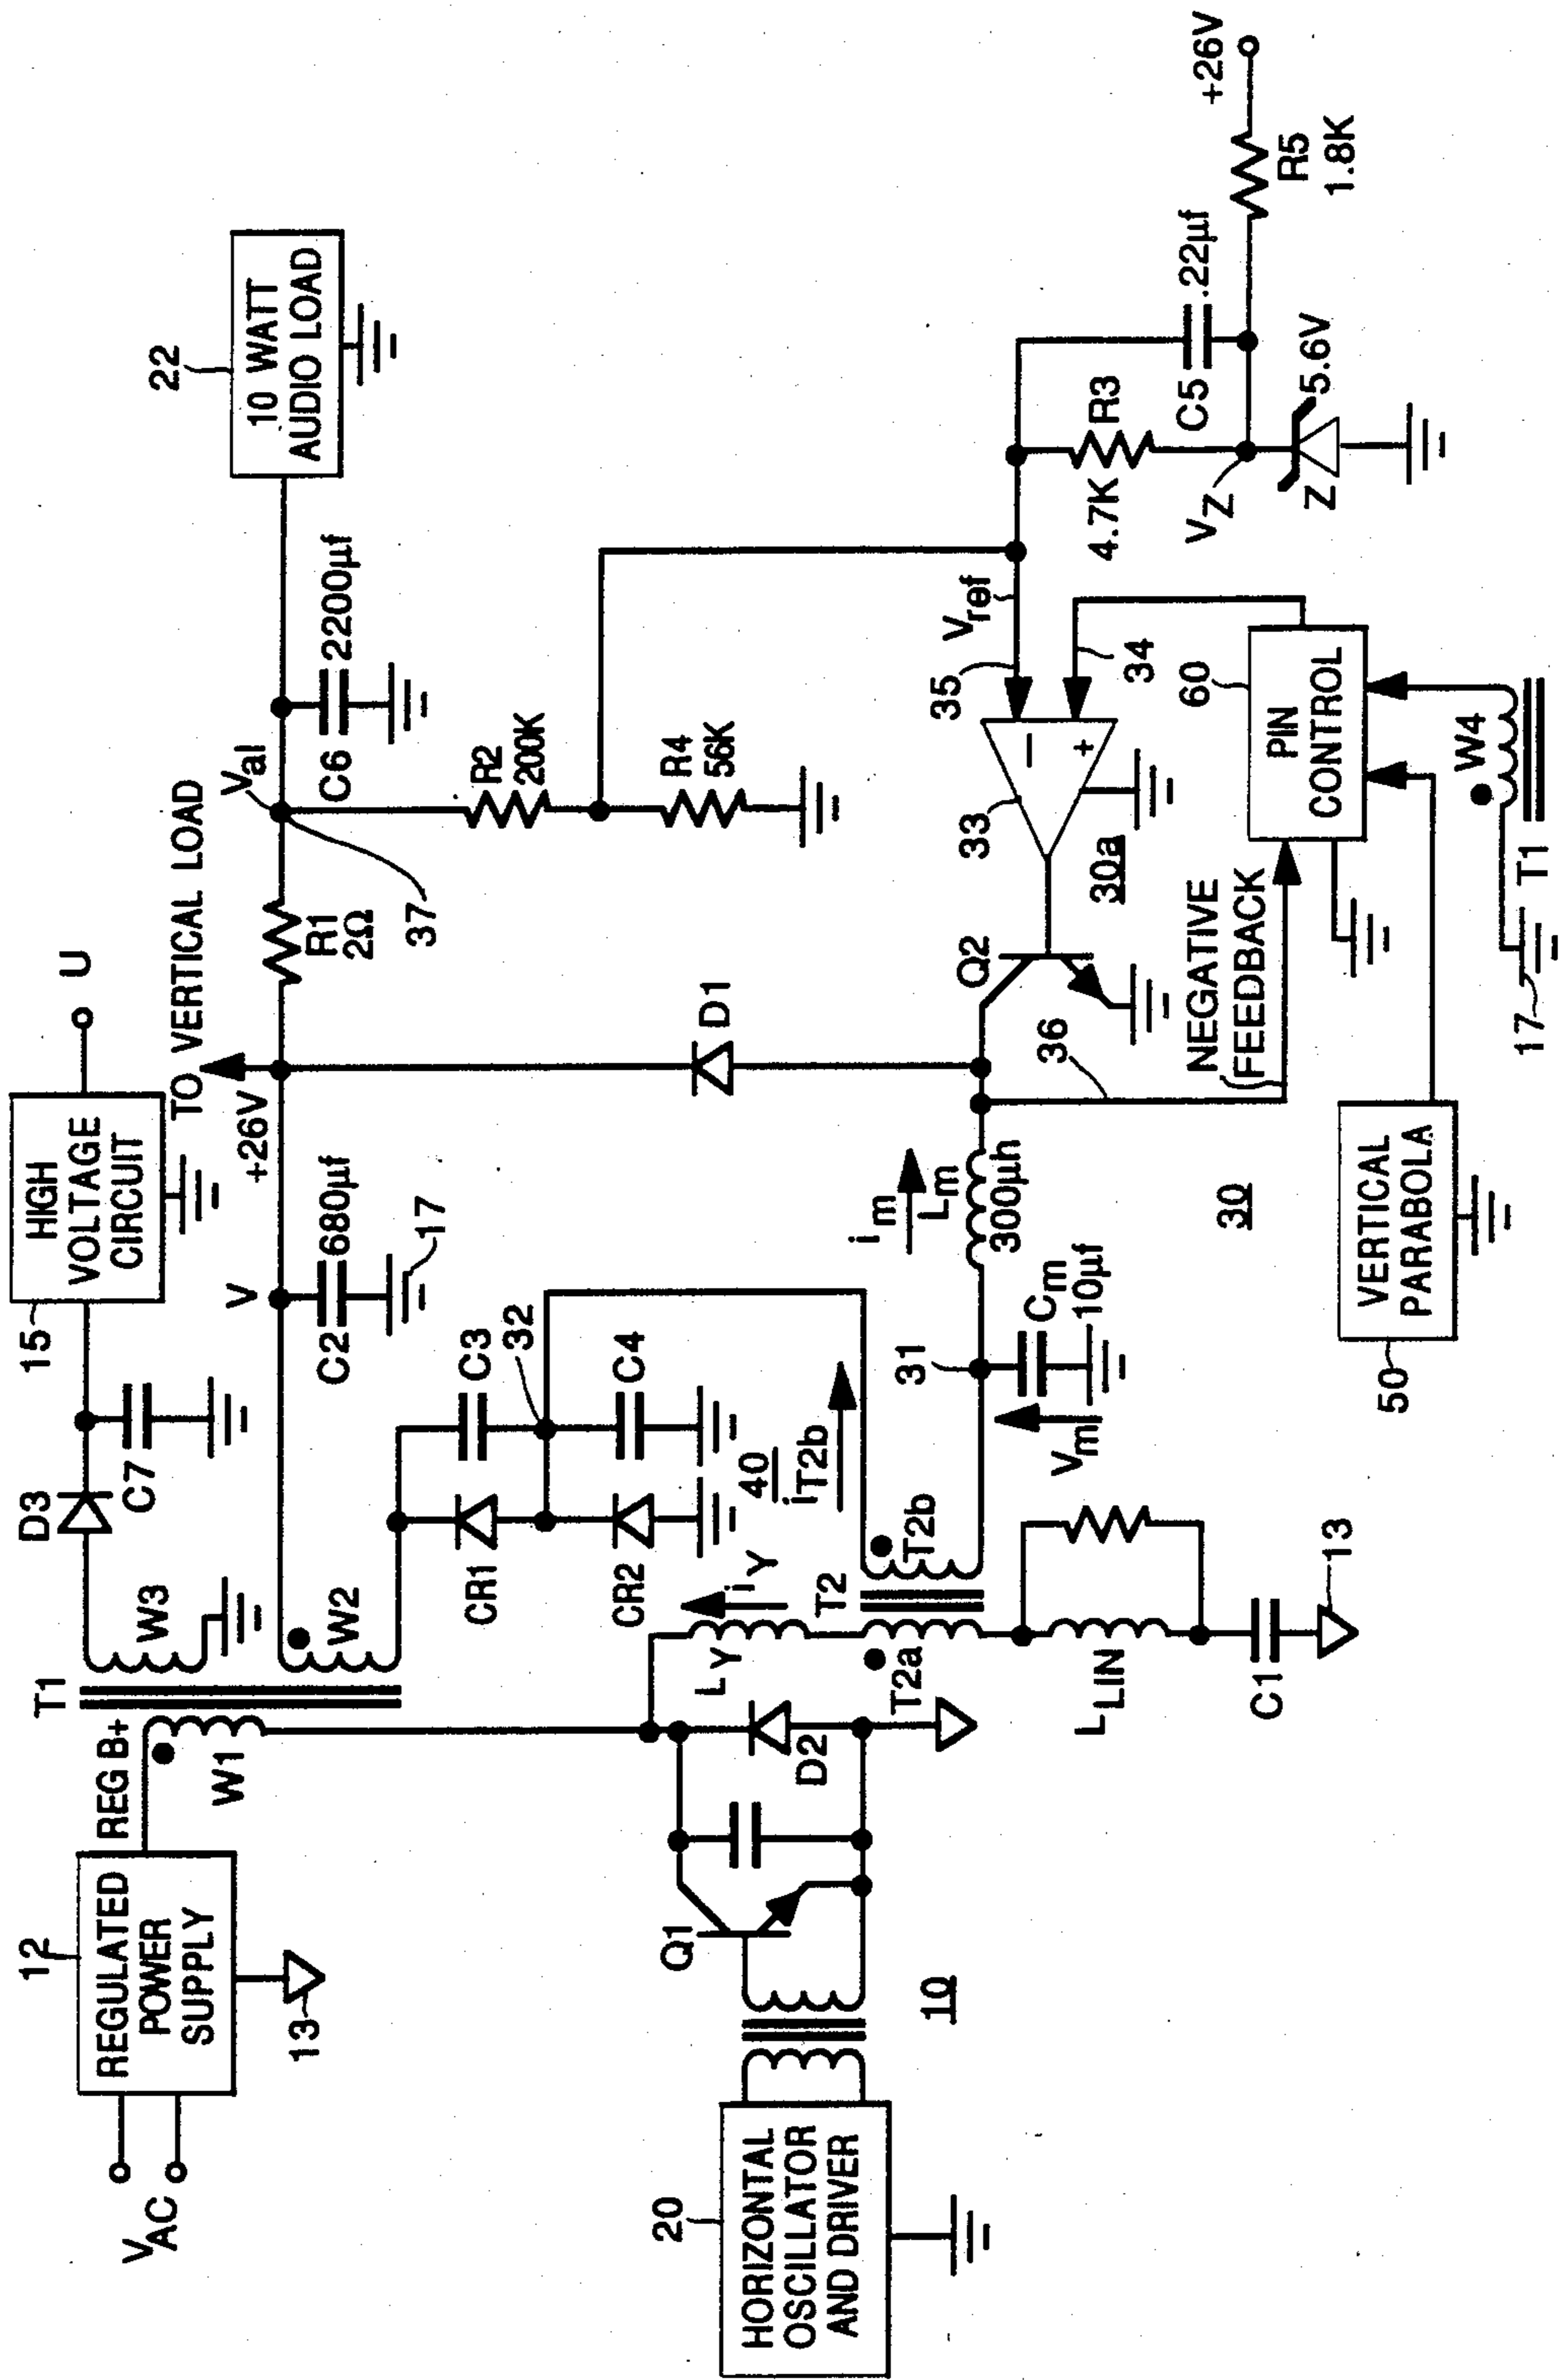 VAC
12
REGULATED
POWER
SUPPLY
13
REG B+
T1
W1
W3
D3
C7
15
HIGH
VOLTAGE
CIRCUIT
U
W2
V
C2
680µf
17
+26V
TO VERTICAL LOAD
R1
2Ω
37
Val
C6
2200µf
22
10 WATT
AUDIO LOAD
CR1
C3
32
CR2
C4
40
iT2b
D1
R2
200K
R4
56K
20
HORIZONTAL
OSCILLATOR
AND DRIVER
10
Q1
D2
LY
iY
T2
T2a
T2b
LLIN
C1
13
31
Vm
Cm
10µf
im
Lm
300µh
36
Q2
30a
33
35
Vref
34
4.7K
R3
C5
.22µf
VZ
Z
5.6V
+26V
R5
1.8K
30
NEGATIVE
FEEDBACK
60
PIN
CONTROL
50
VERTICAL
PARABOLA
17
T1
W4